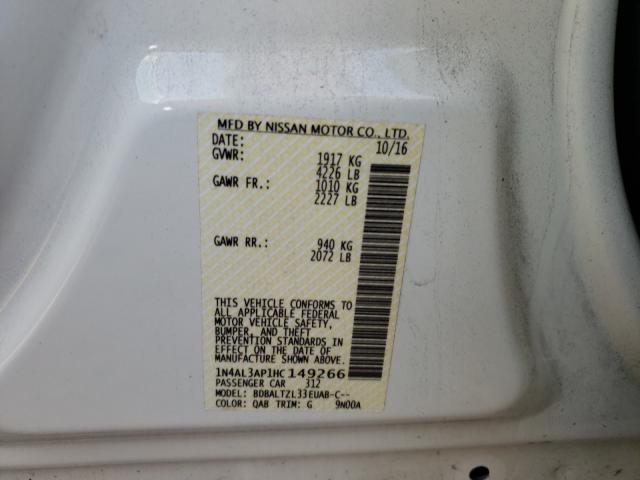 MFD BY NISSAN MOTOR CO., LTD.
DATE: 10/16
GVWR: 1917 KG
4226 LB
GAWR FR.: 1010 KG
2227 LB
GAWR RR.: 940 KG
2072 LB
THIS VEHICLE CONFORMS TO
ALL APPLICABLE FEDERAL
MOTOR VEHICLE SAFETY,
BUMPER, AND THEFT
PREVENTION STANDARDS IN
EFFECT ON THE DATE OF
MANUFACTURE SHOWN ABOVE.
1N4AL3AP1HC149266
PASSENGER CAR 312
MODEL: BDBALTZL33EUAB-C--
COLOR: QAB TRIM: G 9N00A